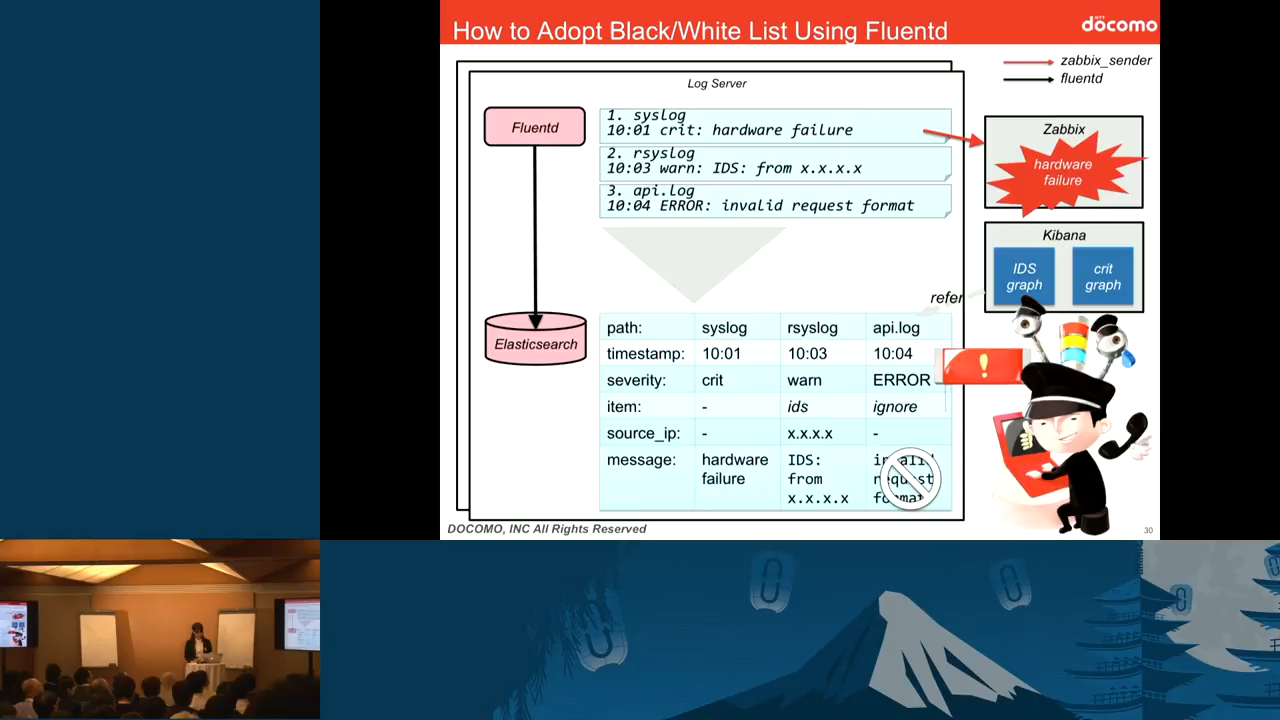 How to Adopt Black/White List Using Fluentd
NTT
docomo
zabbix_sender
fluentd
Log Server
Fluentd
1. syslog
10:01 crit: hardware failure
2. rsyslog
10:03 warn: IDS: from x.x.x.x
3. api.log
10:04 ERROR: invalid request format
Zabbix
hardware
failure
Kibana
IDS
graph
crit
graph
refer
Elasticsearch
path: syslog rsyslog api.log
timestamp: 10:01 10:03 10:04
severity: crit warn ERROR
item: - ids ignore
source_ip: - x.x.x.x -
message: hardware IDS: invalid
failure from request
x.x.x.x format
!
DOCOMO, INC All Rights Reserved
30